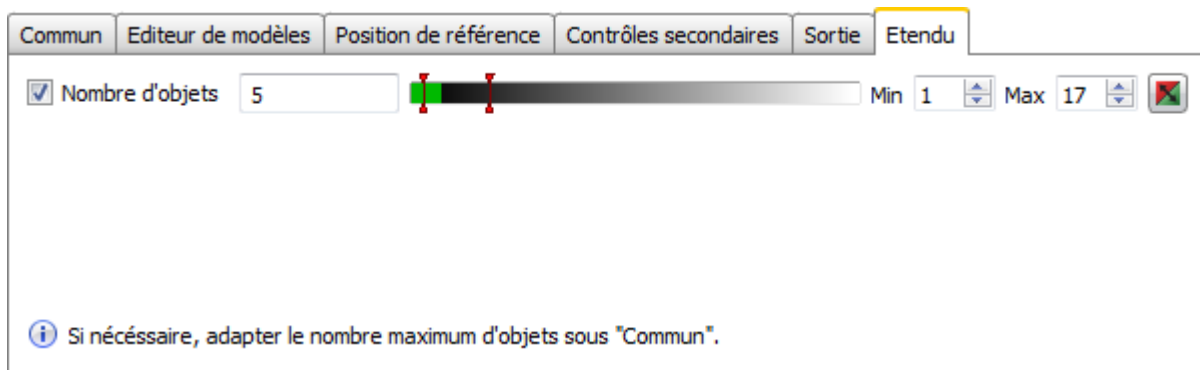 Commun Editeur de modèles Position de référence Contrôles secondaires Sortie Etendu
Nombre d'objets 5 Min 1 Max 17
Si nécéssaire, adapter le nombre maximum d'objets sous "Commun".